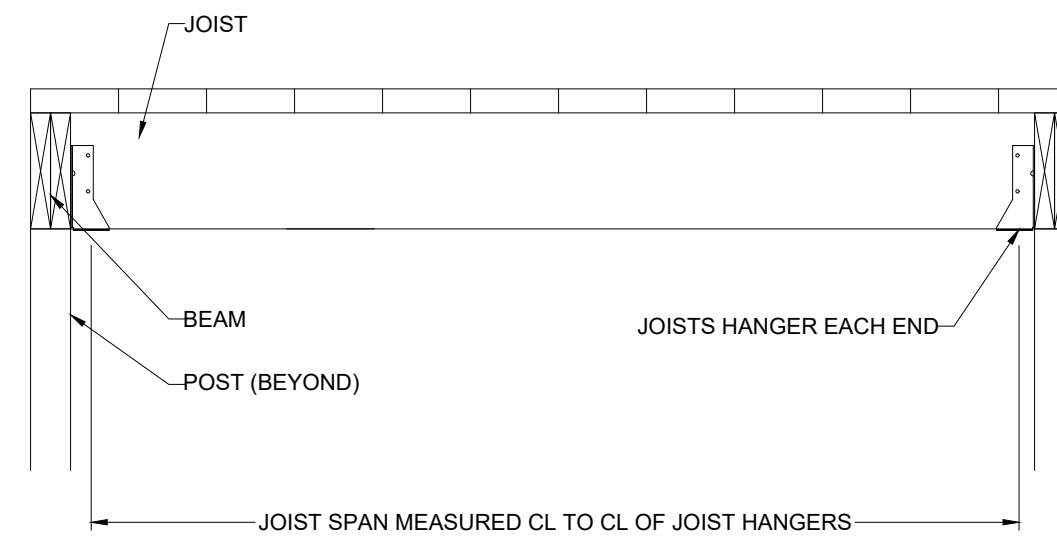 JOIST
BEAM
JOISTS HANGER EACH END
POST (BEYOND)
JOIST SPAN MEASURED CL TO CL OF JOIST HANGERS